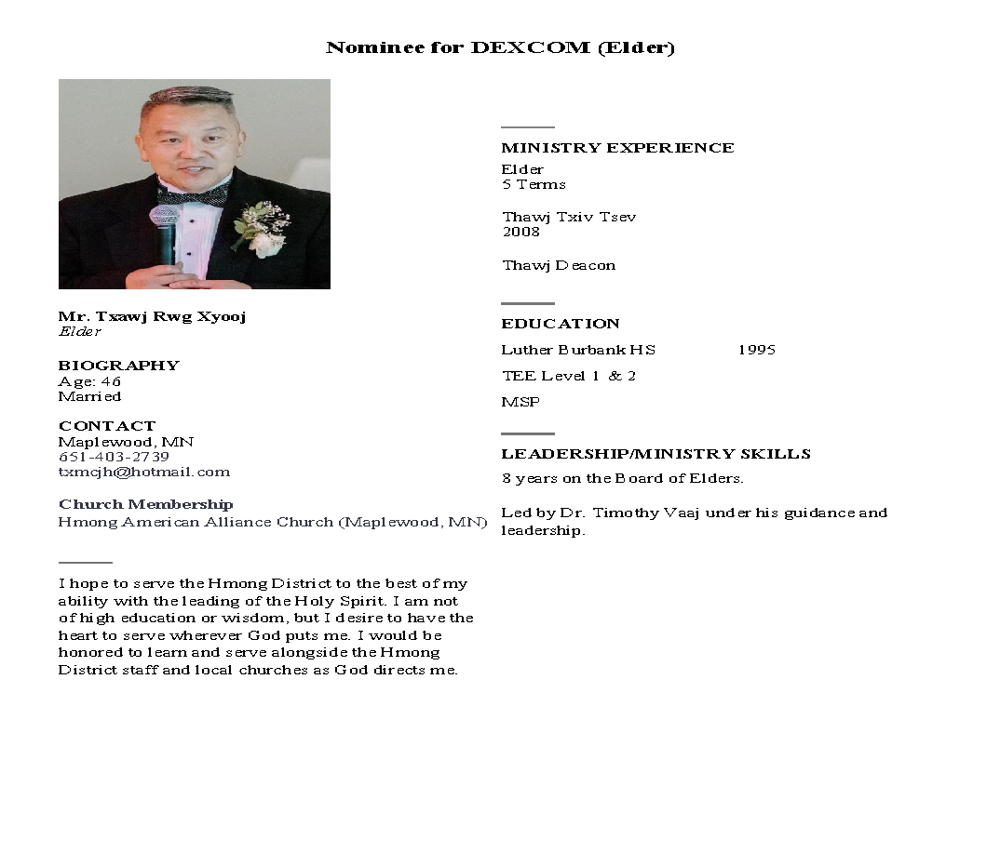 Nominee for DEXCOM (Elder)
Mr. Txawj Rwg Xyooj
Elder
BIOGRAPHY
Age: 46
Married
CONTACT
Maplewood, MN
651-403-2739
txmcjh@hotmail.com
Church Membership
Hmong American Alliance Church (Maplewood, MN)
I hope to serve the Hmong District to the best of my
ability with the leading of the Holy Spirit. I am not
of high education or wisdom, but I desire to have the
heart to serve wherever God puts me. I would be
honored to learn and serve alongside the Hmong
District staff and local churches as God directs me.
MINISTRY EXPERIENCE
Elder
5 Terms
Thawj Txiv Tsev
2008
Thawj Deacon
EDUCATION
Luther Burbank HS 1995
TEE Level 1 & 2
MSP
LEADERSHIP/MINISTRY SKILLS
8 years on the Board of Elders.
Led by Dr. Timothy Vaaj under his guidance and
leadership.